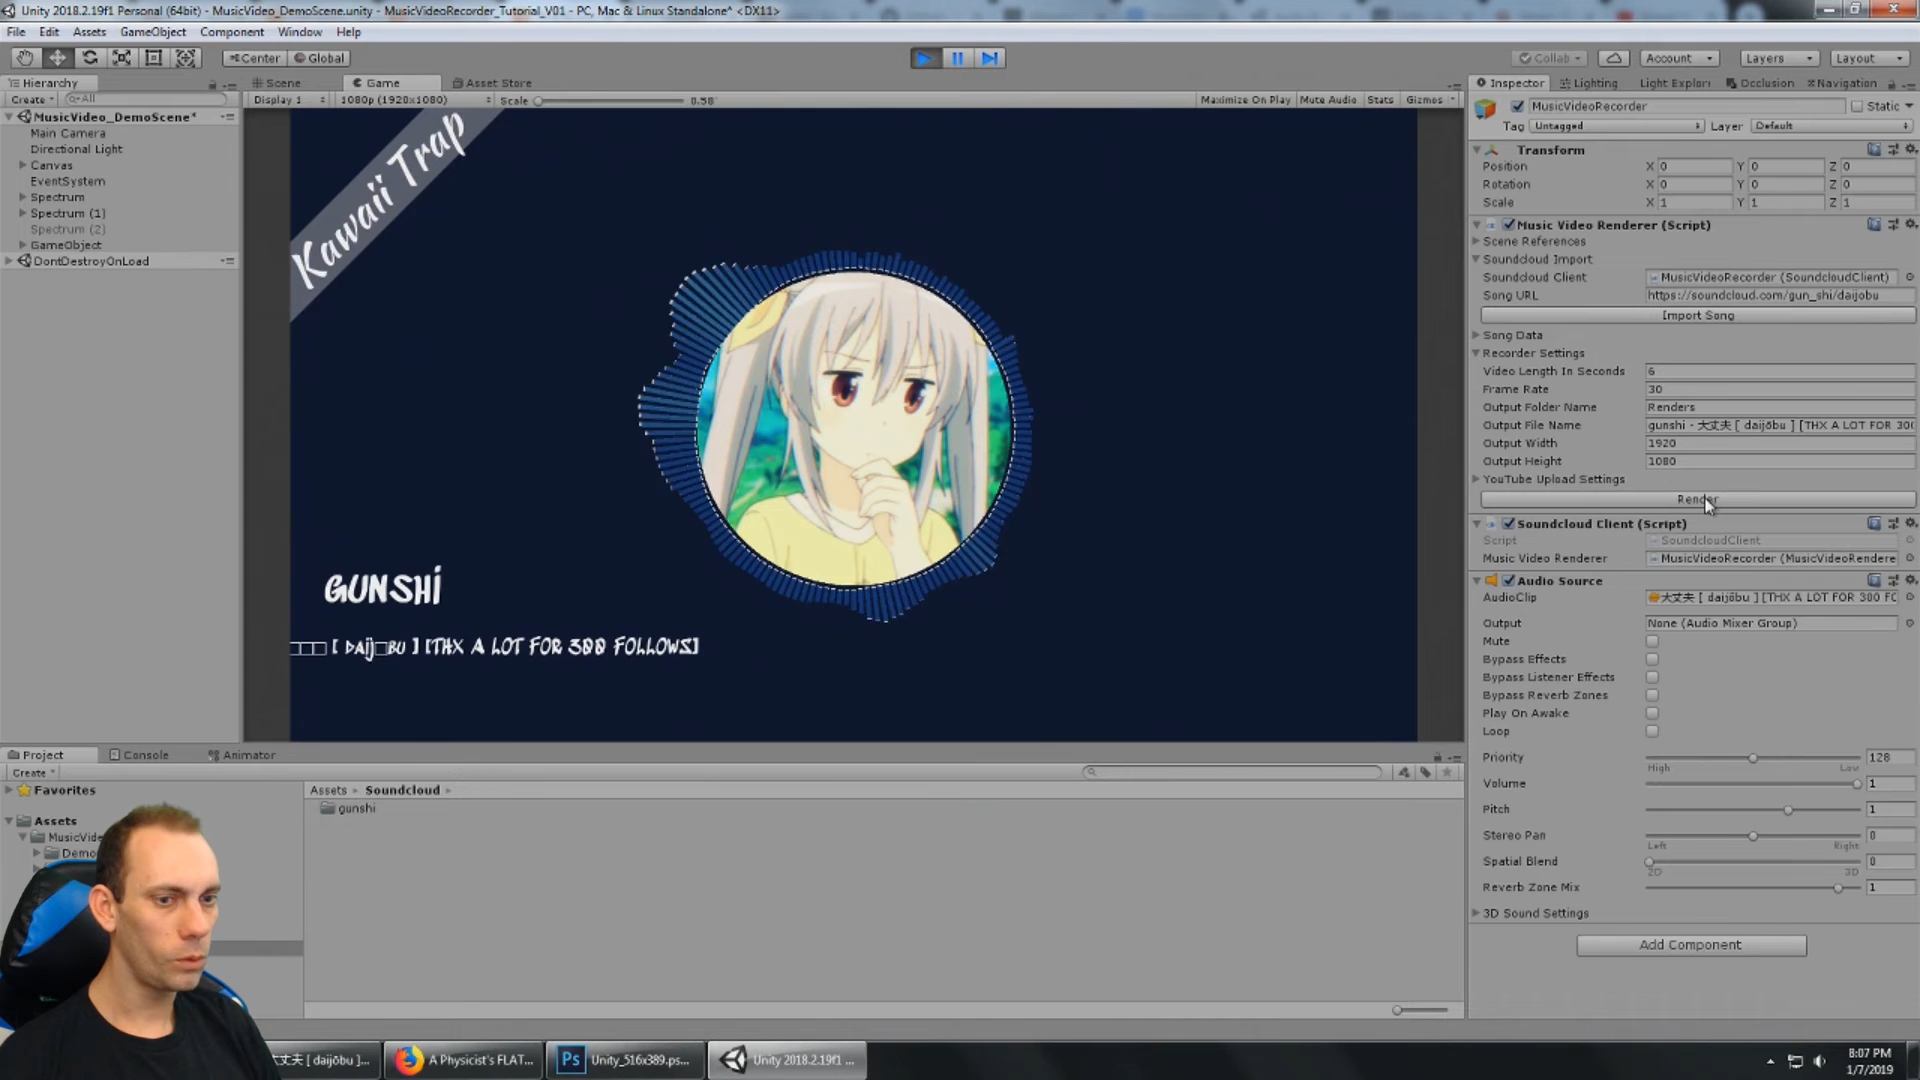 Unity 2018.2.19f1 Personal (64bit) - MusicVideo_DemoScene.unity - MusicVideoRecorder_Tutorial_V01 - PC, Mac & Linux Standalone* <DX11>
File Edit Assets GameObject Component Window Help
Center Global
Collab Account Layers Layout
Hierarchy
Create All
MusicVideo_DemoScene*
Main Camera
Directional Light
Canvas
EventSystem
Spectrum
Spectrum (1)
Spectrum (2)
GameObject
DontDestroyOnLoad
Scene Game Asset Store
Display 1 1080p (1920x1080) Scale 0.58 Maximize On Play Mute Audio Stats Gizmos
Kawaii Trap
GUNSHi
[ DAIJ BU ] [THX A LOT FOR 300 FOLLOWS]
Inspector Lighting Light Explor Occlusion Navigation
MusicVideoRecorder Static
Tag Untagged Layer Default
Transform
Position X 0 Y 0 Z 0
Rotation X 0 Y 0 Z 0
Scale X 1 Y 1 Z 1
Music Video Renderer (Script)
Scene References
Soundcloud Import
Soundcloud Client MusicVideoRecorder (SoundcloudClient)
Song URL https://soundcloud.com/gun_shi/daijobu
Import Song
Song Data
Recorder Settings
Video Length In Seconds 6
Frame Rate 30
Output Folder Name Renders
Output File Name gunshi - 大丈夫 [ daijōbu ] [THX A LOT FOR 300
Output Width 1920
Output Height 1080
YouTube Upload Settings
Render
Soundcloud Client (Script)
Script SoundcloudClient
Music Video Renderer MusicVideoRecorder (MusicVideoRendere
Audio Source
AudioClip 大丈夫 [ daijōbu ] [THX A LOT FOR 300 FO
Output None (Audio Mixer Group)
Mute
Bypass Effects
Bypass Listener Effects
Bypass Reverb Zones
Play On Awake
Loop
Priority 128
High Low
Volume 1
Pitch 1
Stereo Pan 0
Left Right
Spatial Blend 0
2D 3D
Reverb Zone Mix 1
3D Sound Settings
Add Component
Project Console Animator
Create
Favorites
Assets
MusicVide
Demo
Assets Soundcloud
gunshi
大丈夫 [ daijōbu ]... A Physicist's FLAT... Ps Unity_516x389.ps... Unity 2018.2.19f1 ...
8:07 PM
1/7/2019